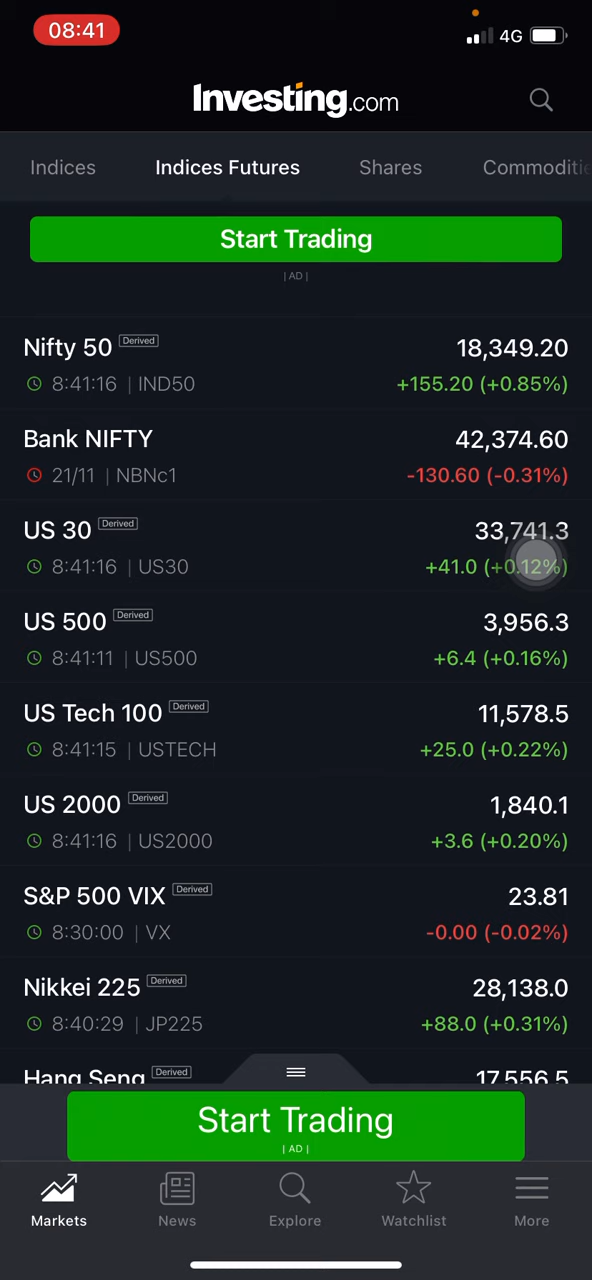 08:41
4G
Investing.com
Indices Indices Futures Shares Commoditie
Start Trading
| AD |
Nifty 50 Derived 18,349.20
8:41:16 | IND50 +155.20 (+0.85%)
Bank NIFTY 42,374.60
21/11 | NBNc1 -130.60 (-0.31%)
US 30 Derived 33,741.3
8:41:16 | US30 +41.0 (+0.12%)
US 500 Derived 3,956.3
8:41:11 | US500 +6.4 (+0.16%)
US Tech 100 Derived 11,578.5
8:41:15 | USTECH +25.0 (+0.22%)
US 2000 Derived 1,840.1
8:41:16 | US2000 +3.6 (+0.20%)
S&P 500 VIX Derived 23.81
8:30:00 | VX -0.00 (-0.02%)
Nikkei 225 Derived 28,138.0
8:40:29 | JP225 +88.0 (+0.31%)
Hang Seng Derived 17,556.5
Start Trading
| AD |
Markets News Explore Watchlist More